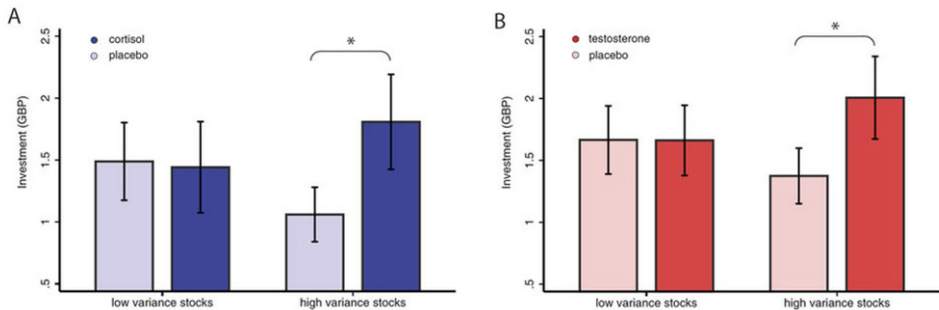 A
2.5
2
1.5
1
.5
Investment (GBP)
cortisol
placebo
*
low variance stocks
high variance stocks
B
2.5
2
1.5
1
.5
Investment (GBP)
testosterone
placebo
*
low variance stocks
high variance stocks